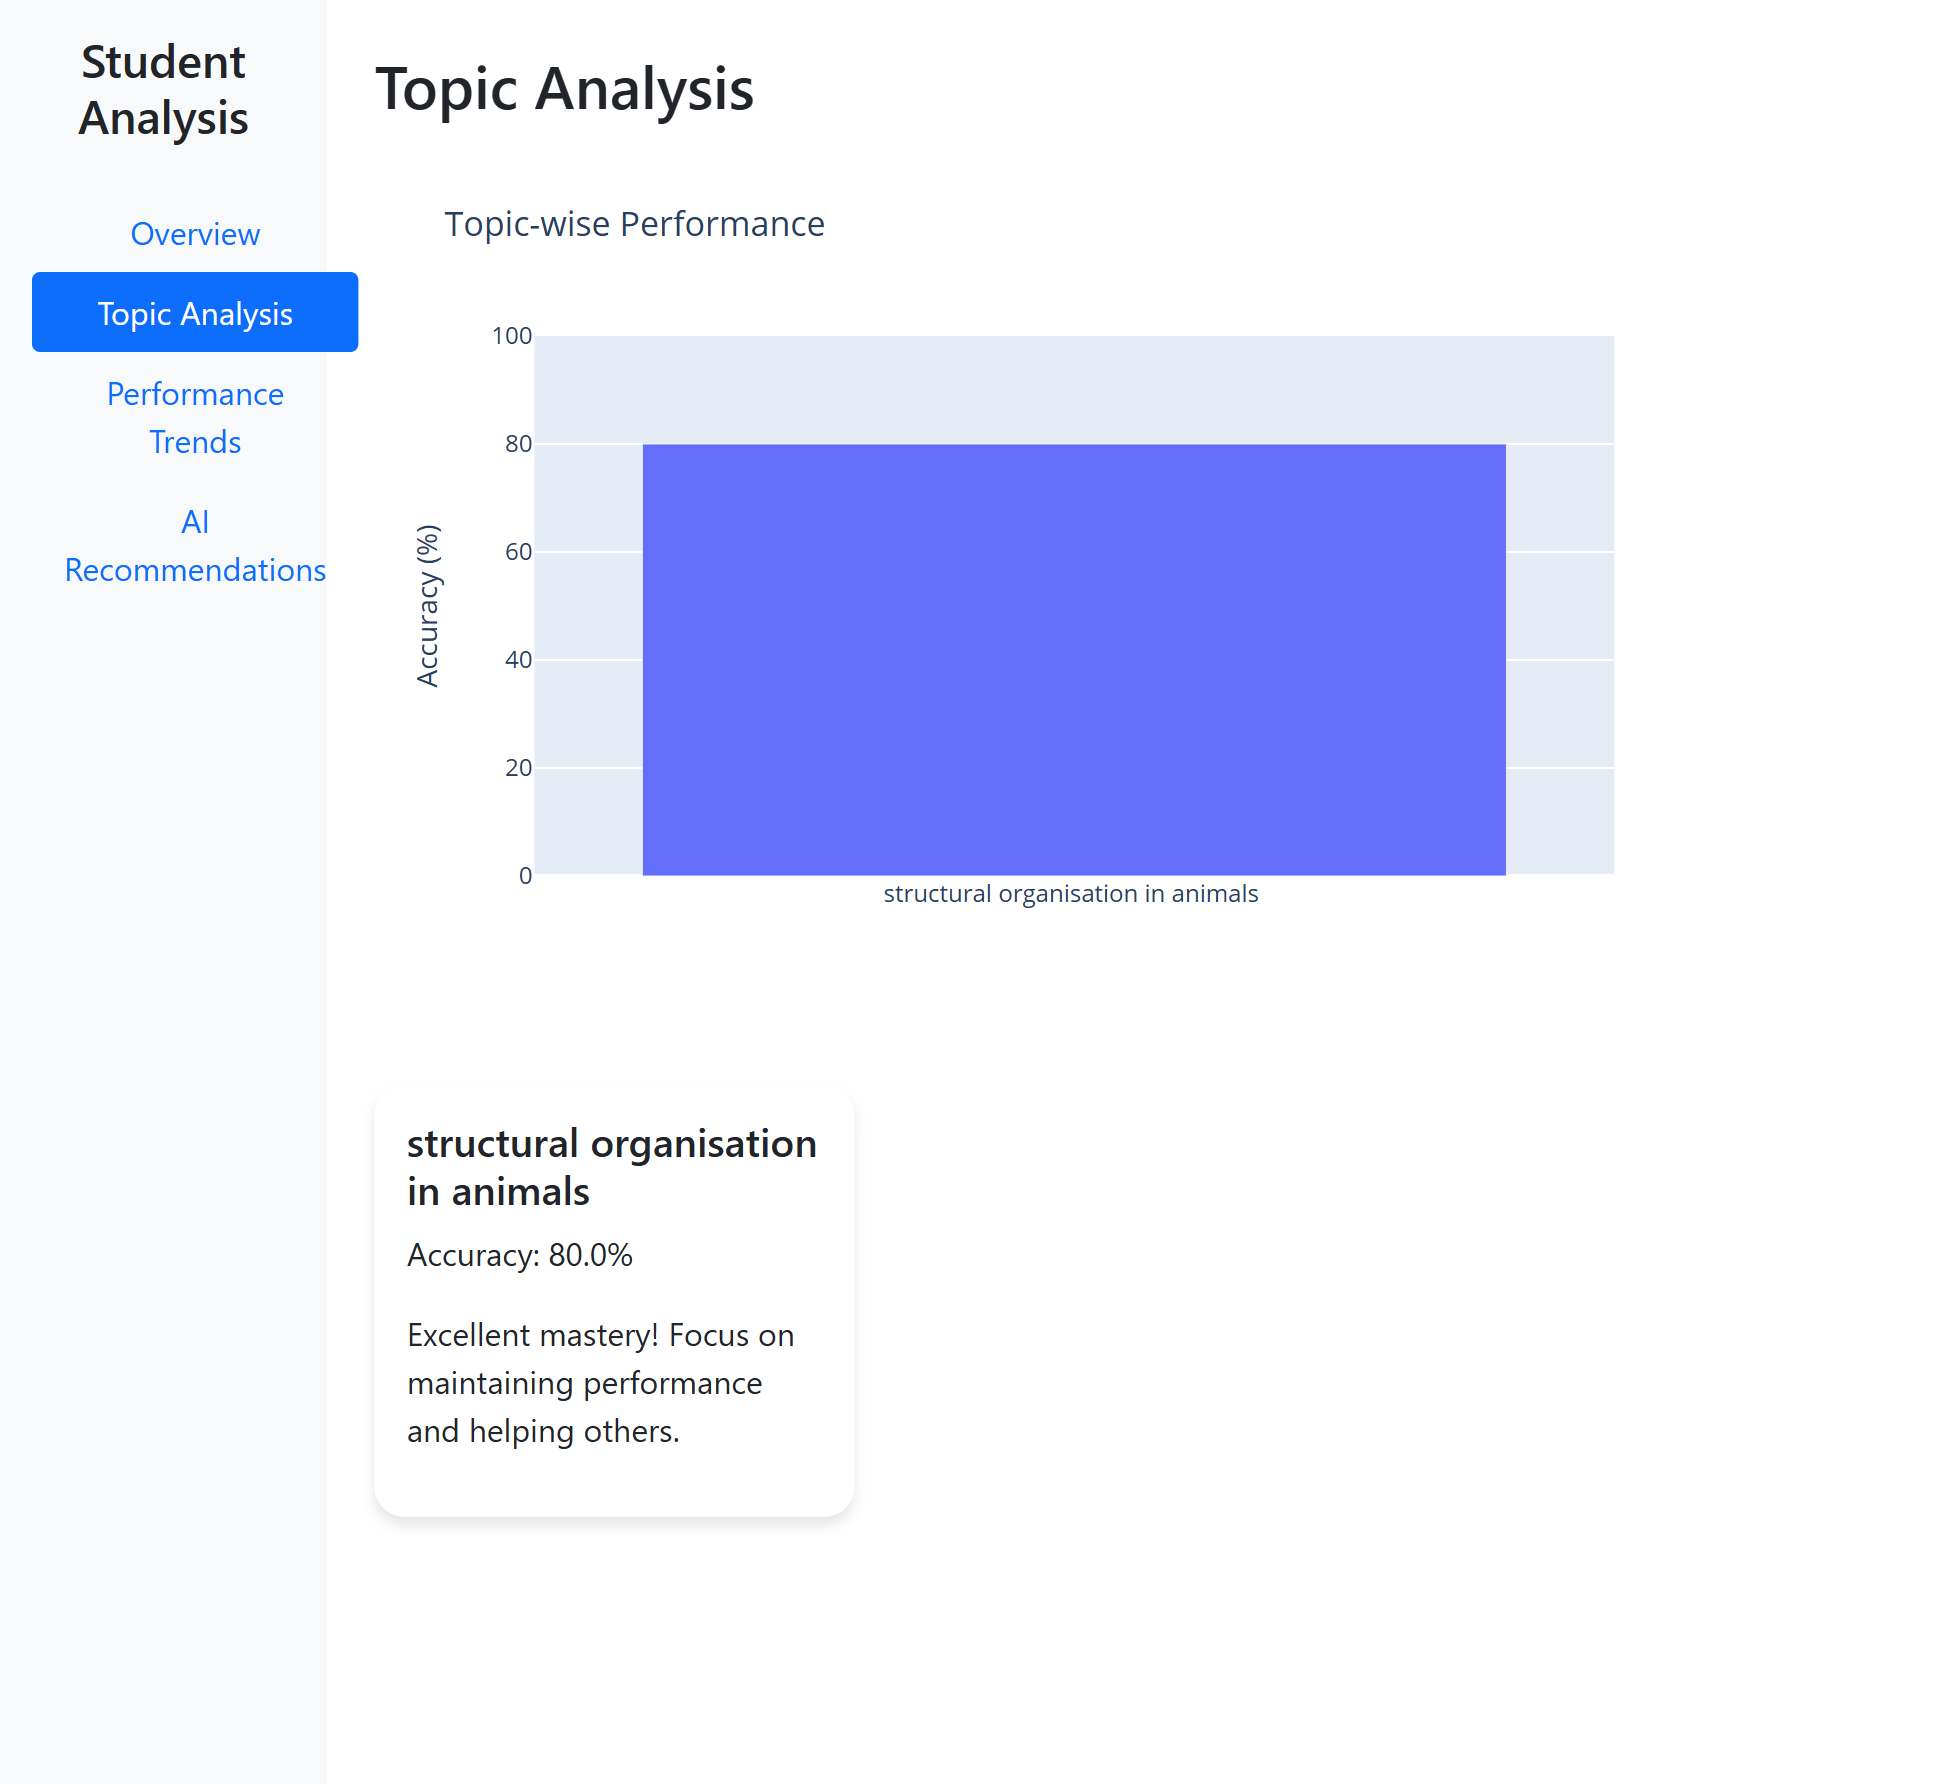 Student
Analysis
Overview
Topic Analysis
Performance
Trends
AI
Recommendations
Topic Analysis
Topic-wise Performance
100
80
60
40
20
0
Accuracy (%)
structural organisation in animals
structural organisation
in animals
Accuracy: 80.0%
Excellent mastery! Focus on
maintaining performance
and helping others.